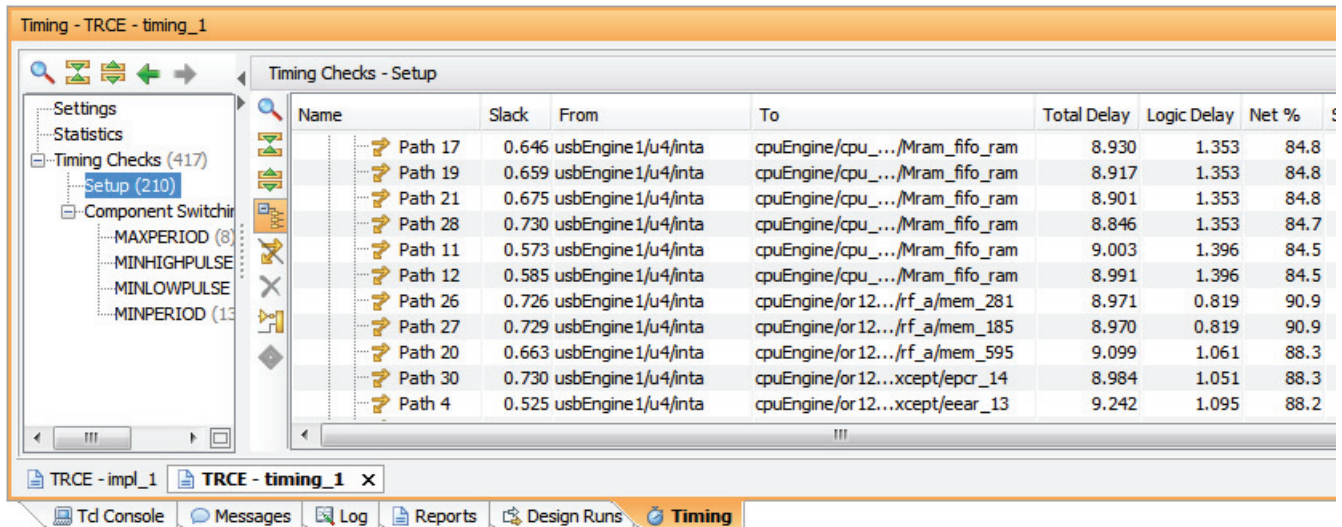 Timing - TRCE - timing_1
Timing Checks - Setup
Settings
Statistics
Timing Checks (417)
Setup (210)
Component Switchin
MAXPERIOD (8)
MINHIGHPULSE
MINLOWPULSE
MINPERIOD (13
Name Slack From To Total Delay Logic Delay Net % S
Path 17 0.646 usbEngine1/u4/inta cpuEngine/cpu_.../Mram_fifo_ram 8.930 1.353 84.8
Path 19 0.659 usbEngine1/u4/inta cpuEngine/cpu_.../Mram_fifo_ram 8.917 1.353 84.8
Path 21 0.675 usbEngine1/u4/inta cpuEngine/cpu_.../Mram_fifo_ram 8.901 1.353 84.8
Path 28 0.730 usbEngine1/u4/inta cpuEngine/cpu_.../Mram_fifo_ram 8.846 1.353 84.7
Path 11 0.573 usbEngine1/u4/inta cpuEngine/cpu_.../Mram_fifo_ram 9.003 1.396 84.5
Path 12 0.585 usbEngine1/u4/inta cpuEngine/cpu_.../Mram_fifo_ram 8.991 1.396 84.5
Path 26 0.726 usbEngine1/u4/inta cpuEngine/or12.../rf_a/mem_281 8.971 0.819 90.9
Path 27 0.729 usbEngine1/u4/inta cpuEngine/or12.../rf_a/mem_185 8.970 0.819 90.9
Path 20 0.663 usbEngine1/u4/inta cpuEngine/or12.../rf_a/mem_595 9.099 1.061 88.3
Path 30 0.730 usbEngine1/u4/inta cpuEngine/or12...xcept/epcr_14 8.984 1.051 88.3
Path 4 0.525 usbEngine1/u4/inta cpuEngine/or12...xcept/eear_13 9.242 1.095 88.2
TRCE - impl_1 TRCE - timing_1
Tcl Console Messages Log Reports Design Runs Timing